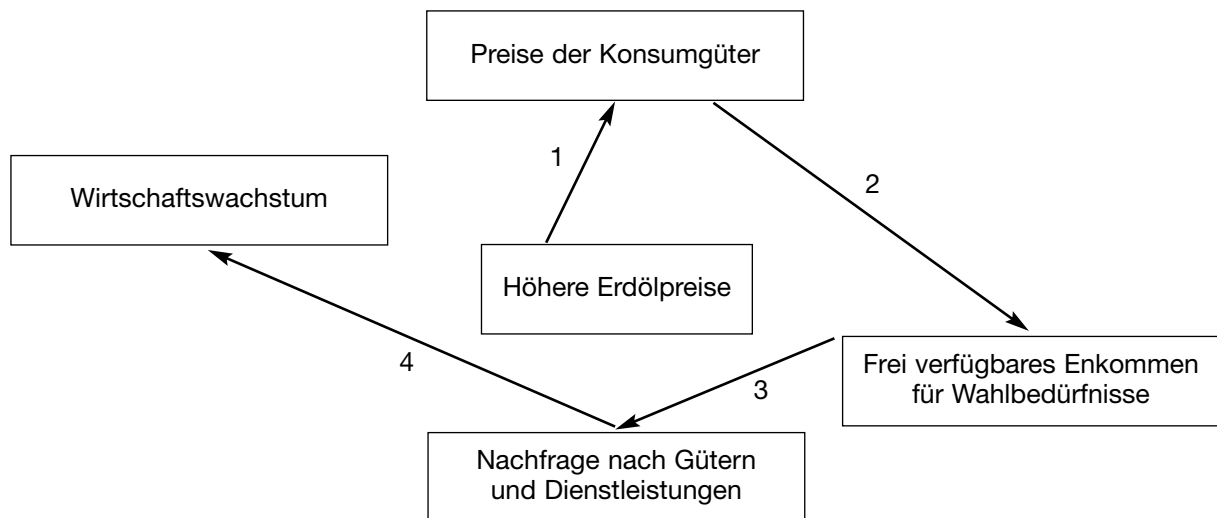 Preise der Konsumgüter
1
2
Wirtschaftswachstum
Höhere Erdölpreise
4
3
Frei verfügbares Enkommen
für Wahlbedürfnisse
Nachfrage nach Gütern
und Dienstleistungen